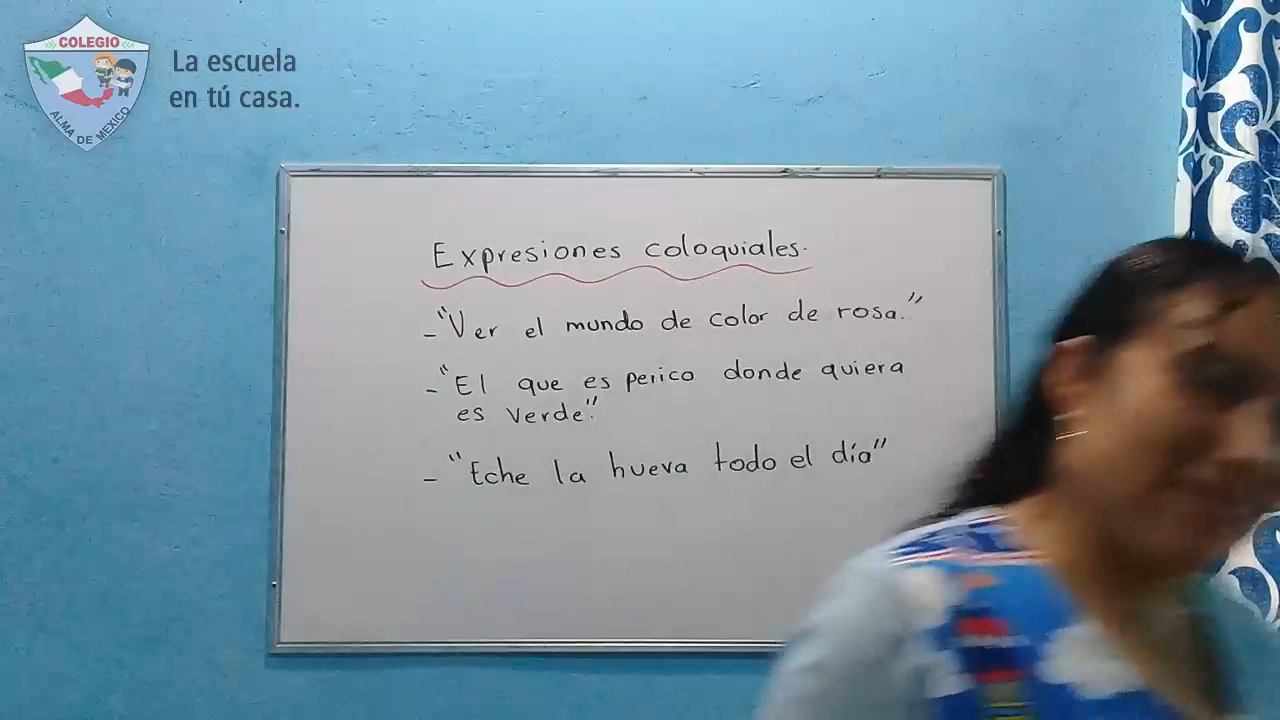 COLEGIO
ALMA DE MEXICO
La escuela
en tú casa.
Expresiones coloquiales.
- "Ver el mundo de color de rosa."
- "El que es perico donde quiera
es verde."
- "Eche la hueva todo el día"